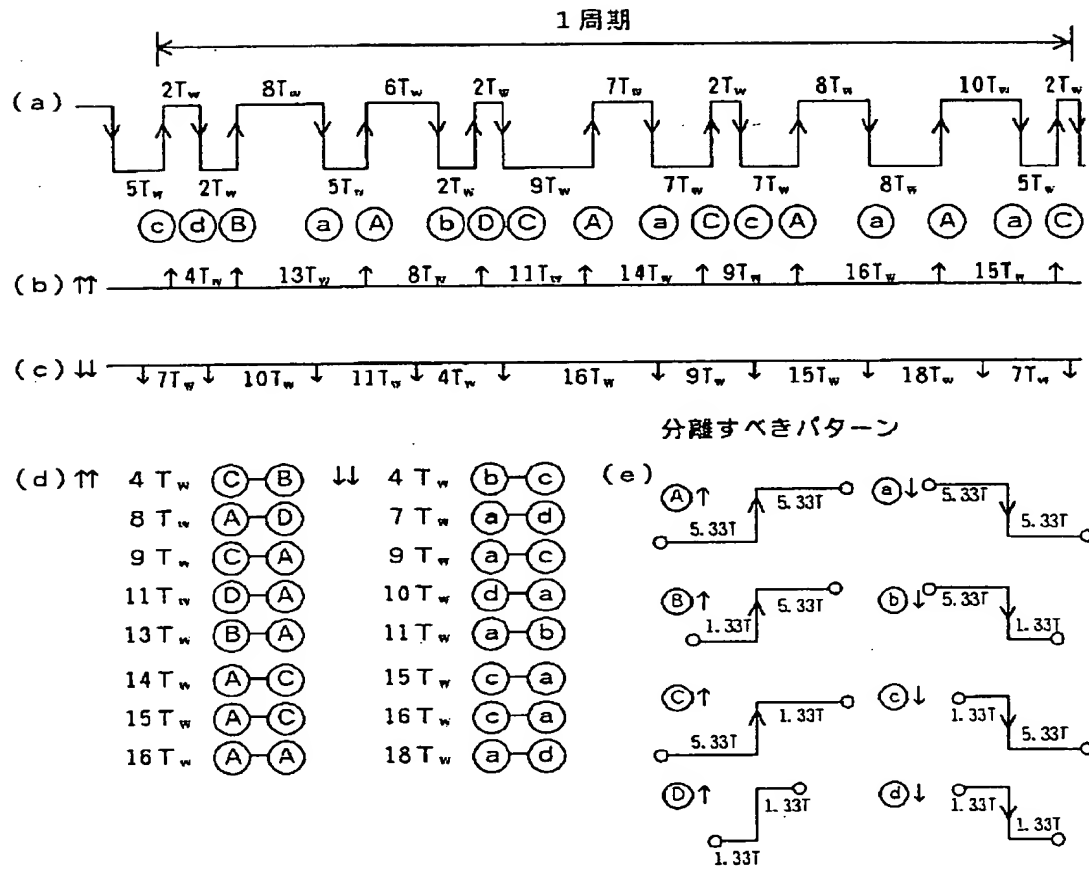 1周期
(a) 2Tw 8Tw 6Tw 2Tw 7Tw 2Tw 8Tw 10Tw 2Tw
5Tw 2Tw 5Tw 2Tw 9Tw 7Tw 7Tw 8Tw 5Tw
c d B a A b D C A a C c A a A a C
(b) ↑↑ ↑ 4Tw ↑ 13Tw ↑ 8Tw ↑ 11Tw ↑ 14Tw ↑ 9Tw ↑ 16Tw ↑ 15Tw ↑
(c) ↓↓ ↓ 7Tw ↓ 10Tw ↓ 11Tw ↓ 4Tw ↓ 16Tw ↓ 9Tw ↓ 15Tw ↓ 18Tw ↓ 7Tw ↓
分離すべきパターン
(d) ↑↑ 4Tw C-B ↓↓ 4Tw b-c
8Tw A-D 7Tw a-d
9Tw C-A 9Tw a-c
11Tw D-A 10Tw d-a
13Tw B-A 11Tw a-b
14Tw A-C 15Tw c-a
15Tw A-C 16Tw c-a
16Tw A-A 18Tw a-d
(e)
A↑ 5.33T 5.33T a↓ 5.33T 5.33T
B↑ 1.33T 5.33T b↓ 5.33T 1.33T
C↑ 5.33T 1.33T c↓ 1.33T 5.33T
D↑ 1.33T 1.33T d↓ 1.33T 1.33T